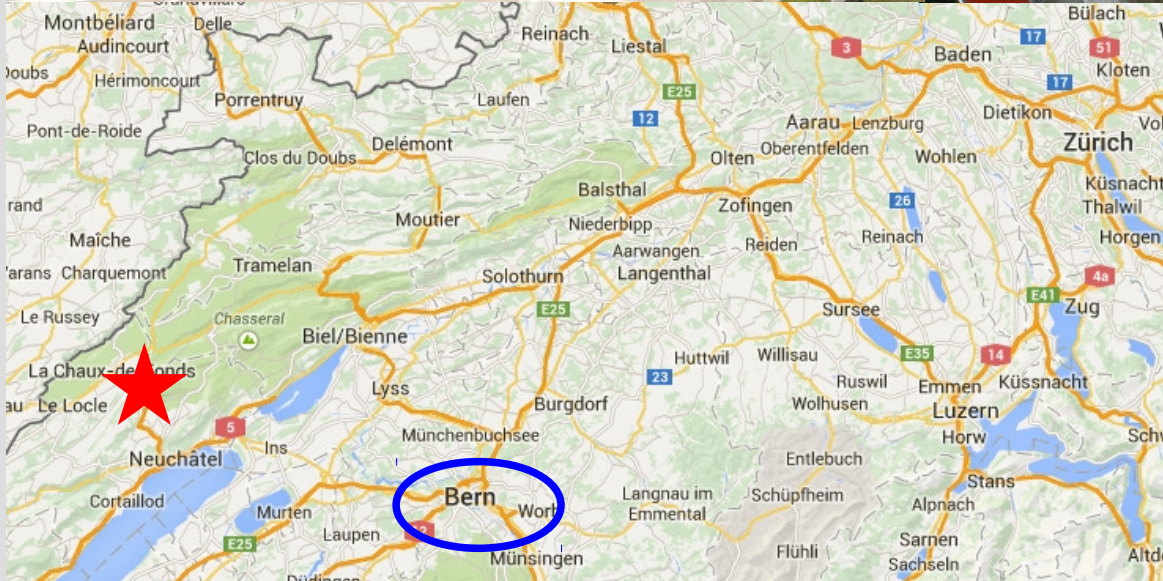 Montbéliard
Delle
Audincourt
Doubs
Hérimoncourt
Reinach
Liestal
3
Baden
17
Bülach
51
Kloten
17
Porrentruy
Laufen
E25
12
Dietikon
Pont-de-Roide
Clos du Doubs
Delémont
Aarau
Lenzburg
Oberentfelden
Olten
Wohlen
Zürich
Küsnacht
Thalwil
Horgen
Balsthal
Niederbipp
Zofingen
26
Reinach
rand
Maîche
Charquemont
Moutier
Tramelan
Aarwangen
Langenthal
Reiden
Solothurn
4a
Le Russey
Chasseral
Biel/Bienne
E25
Sursee
E41
Zug
La Chaux-de-Fonds
Le Locle
Lyss
Huttwil
Willisau
E35
14
23
Ruswil
Emmen
Küssnacht
Wolhusen
Luzern
Burgdorf
5
Ins
Münchenbuchsee
Horw
Neuchâtel
Entlebuch
Stans
Cortaillod
Bern
Worb
Murten
Langnau im
Emmental
Schüpfheim
Alpnach
E25
Laupen
Münsingen
Flühli
Sarnen
Sachseln
Düdingen